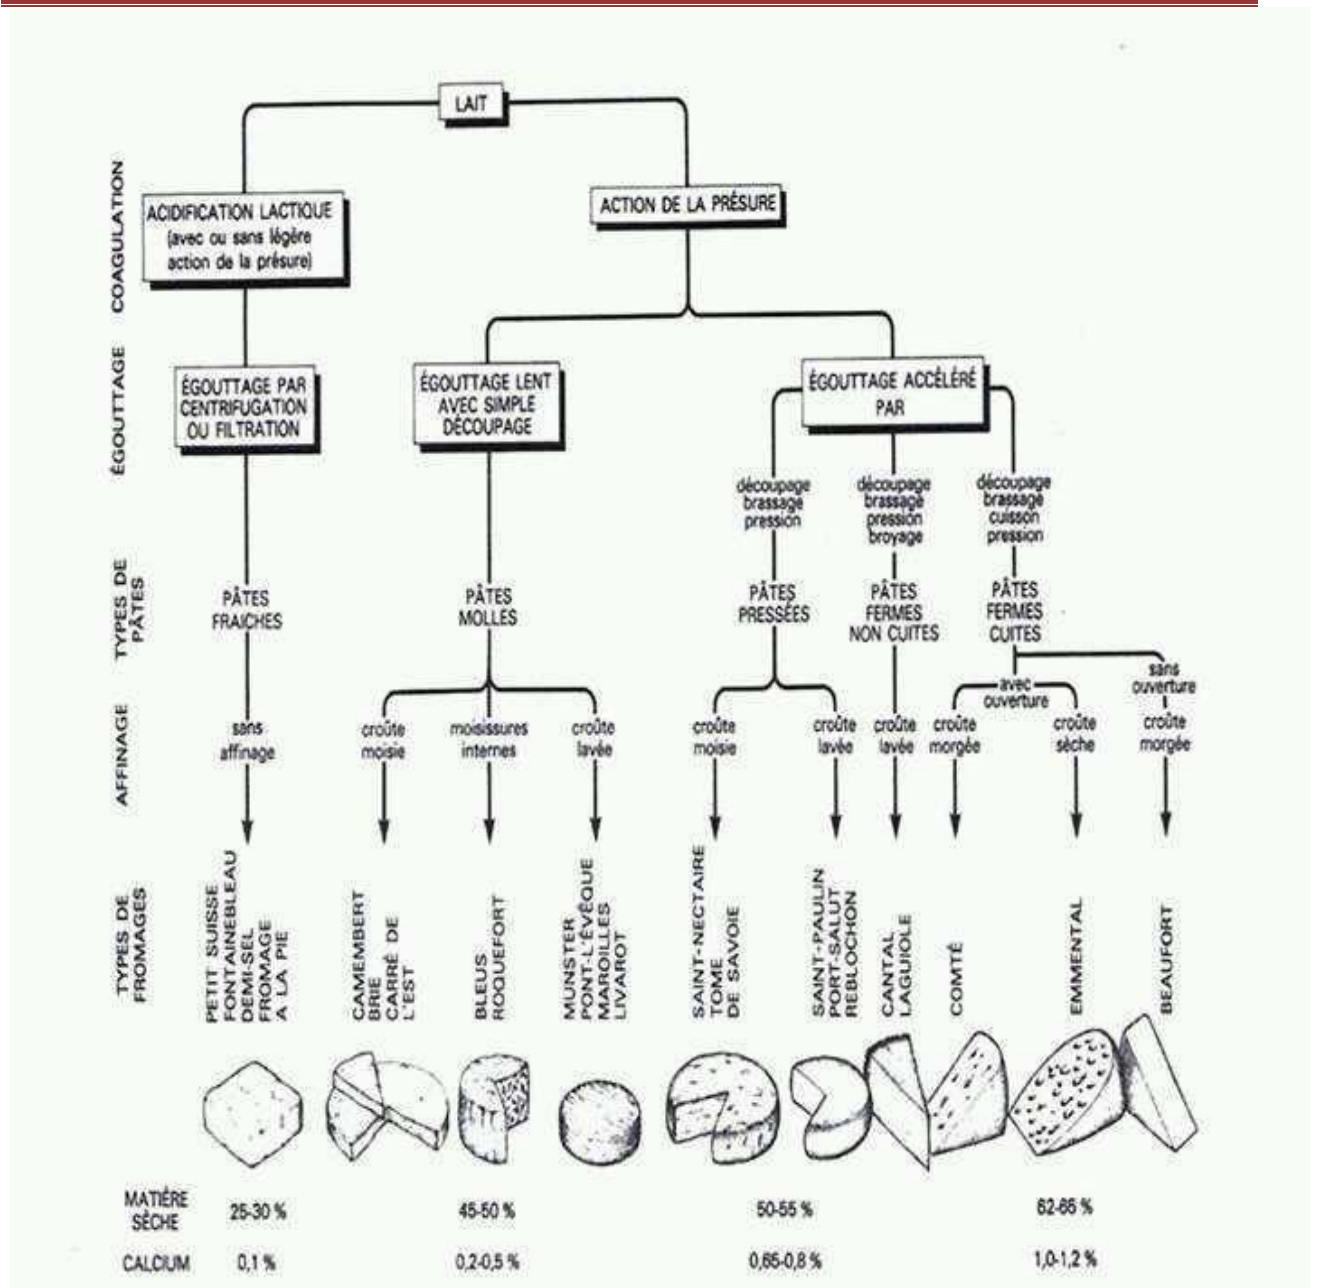 LAIT
COAGULATION
ACIDIFICATION LACTIQUE
(avec ou sans légère
action de la présure)
ACTION DE LA PRÉSURE
ÉGOUTTAGE
ÉGOUTTAGE PAR
CENTRIFUGATION
OU FILTRATION
ÉGOUTTAGE LENT
AVEC SIMPLE
DÉCOUPAGE
ÉGOUTTAGE ACCÉLÉRÉ
PAR
découpage
brassage
pression
découpage
brassage
pression
broyage
découpage
brassage
cuisson
pression
TYPES DE
PÂTES
PÂTES
FRAICHES
PÂTES
MOLLES
PÂTES
PRESSÉES
PÂTES
FERMES
NON CUITES
PÂTES
FERMES
CUITES
avec
ouverture
sans
ouverture
AFFINAGE
sans
affinage
croûte
moisie
moisissures
internes
croûte
lavée
croûte
moisie
croûte
lavée
croûte
lavée
croûte
morgée
croûte
sèche
croûte
morgée
TYPES DE
FROMAGES
PETIT SUISSE
FONTAINEBLEAU
DEMI-SEL
FROMAGE
A LA PIE
CAMEMBERT
BRIE
CARRÉ DE
L'EST
BLEUS
ROQUEFORT
MUNSTER
PONT-L'ÉVÊQUE
MAROILLES
LIVAROT
SAINT-NECTAIRE
TOME
DE SAVOIE
SAINT-PAULIN
PORT-SALUT
REBLOCHON
CANTAL
LAGUIOLE
COMTÉ
EMMENTAL
BEAUFORT
MATIÈRE
SÈCHE
25-30 %
45-50 %
50-55 %
62-66 %
CALCIUM
0,1 %
0,2-0,5 %
0,65-0,8 %
1,0-1,2 %